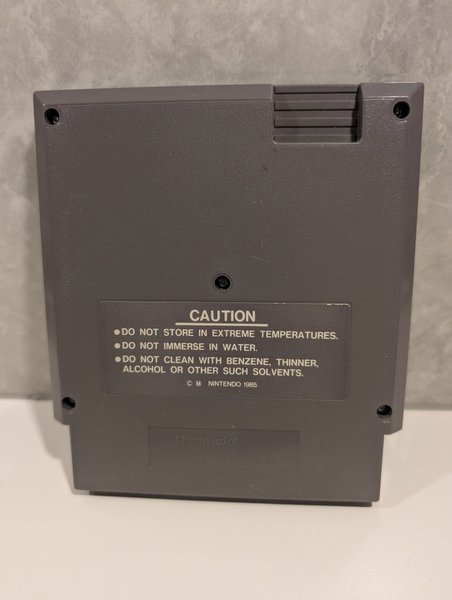 CAUTION
●DO NOT STORE IN EXTREME TEMPERATURES.
●DO NOT IMMERSE IN WATER.
●DO NOT CLEAN WITH BENZENE, THINNER,
ALCOHOL OR OTHER SUCH SOLVENTS.
© Ⓜ NINTENDO 1985
Nintendo